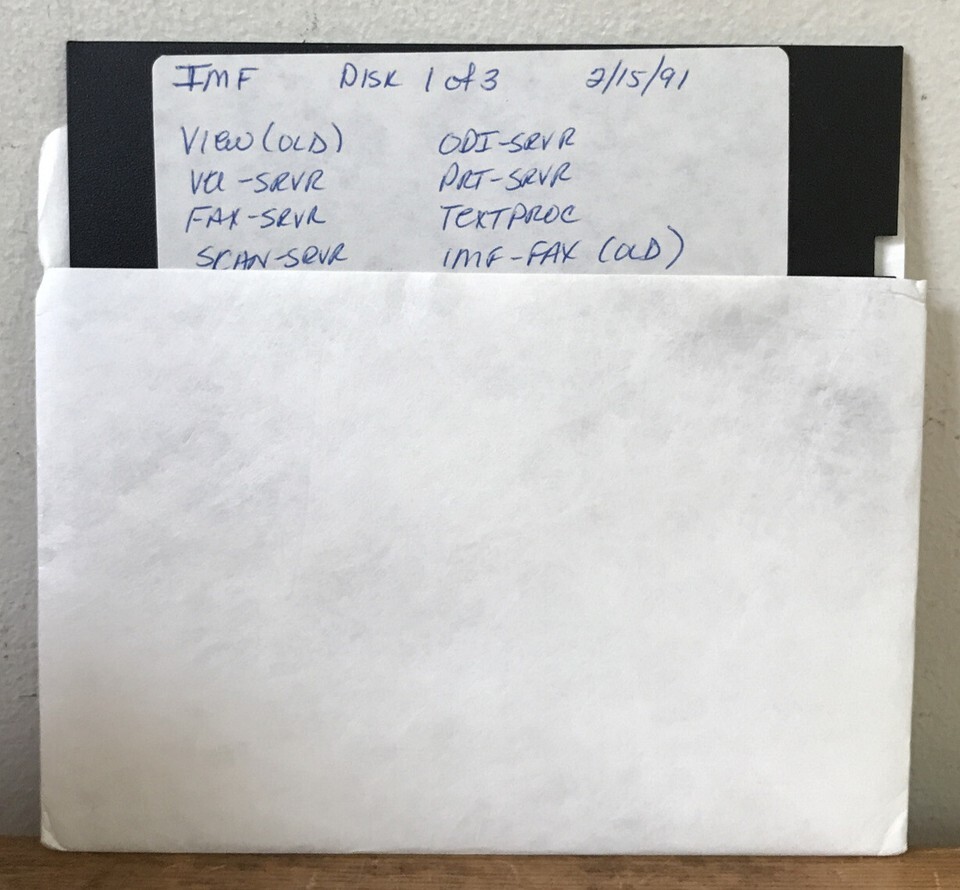 IMF DISK 1 of 3 2/15/91
VIEW (OLD) ODI-SRVR
VOL-SRVR PRT-SRVR
FAX-SRVR TEXTPROC
SCAN-SRVR IMF-FAX (OLD)